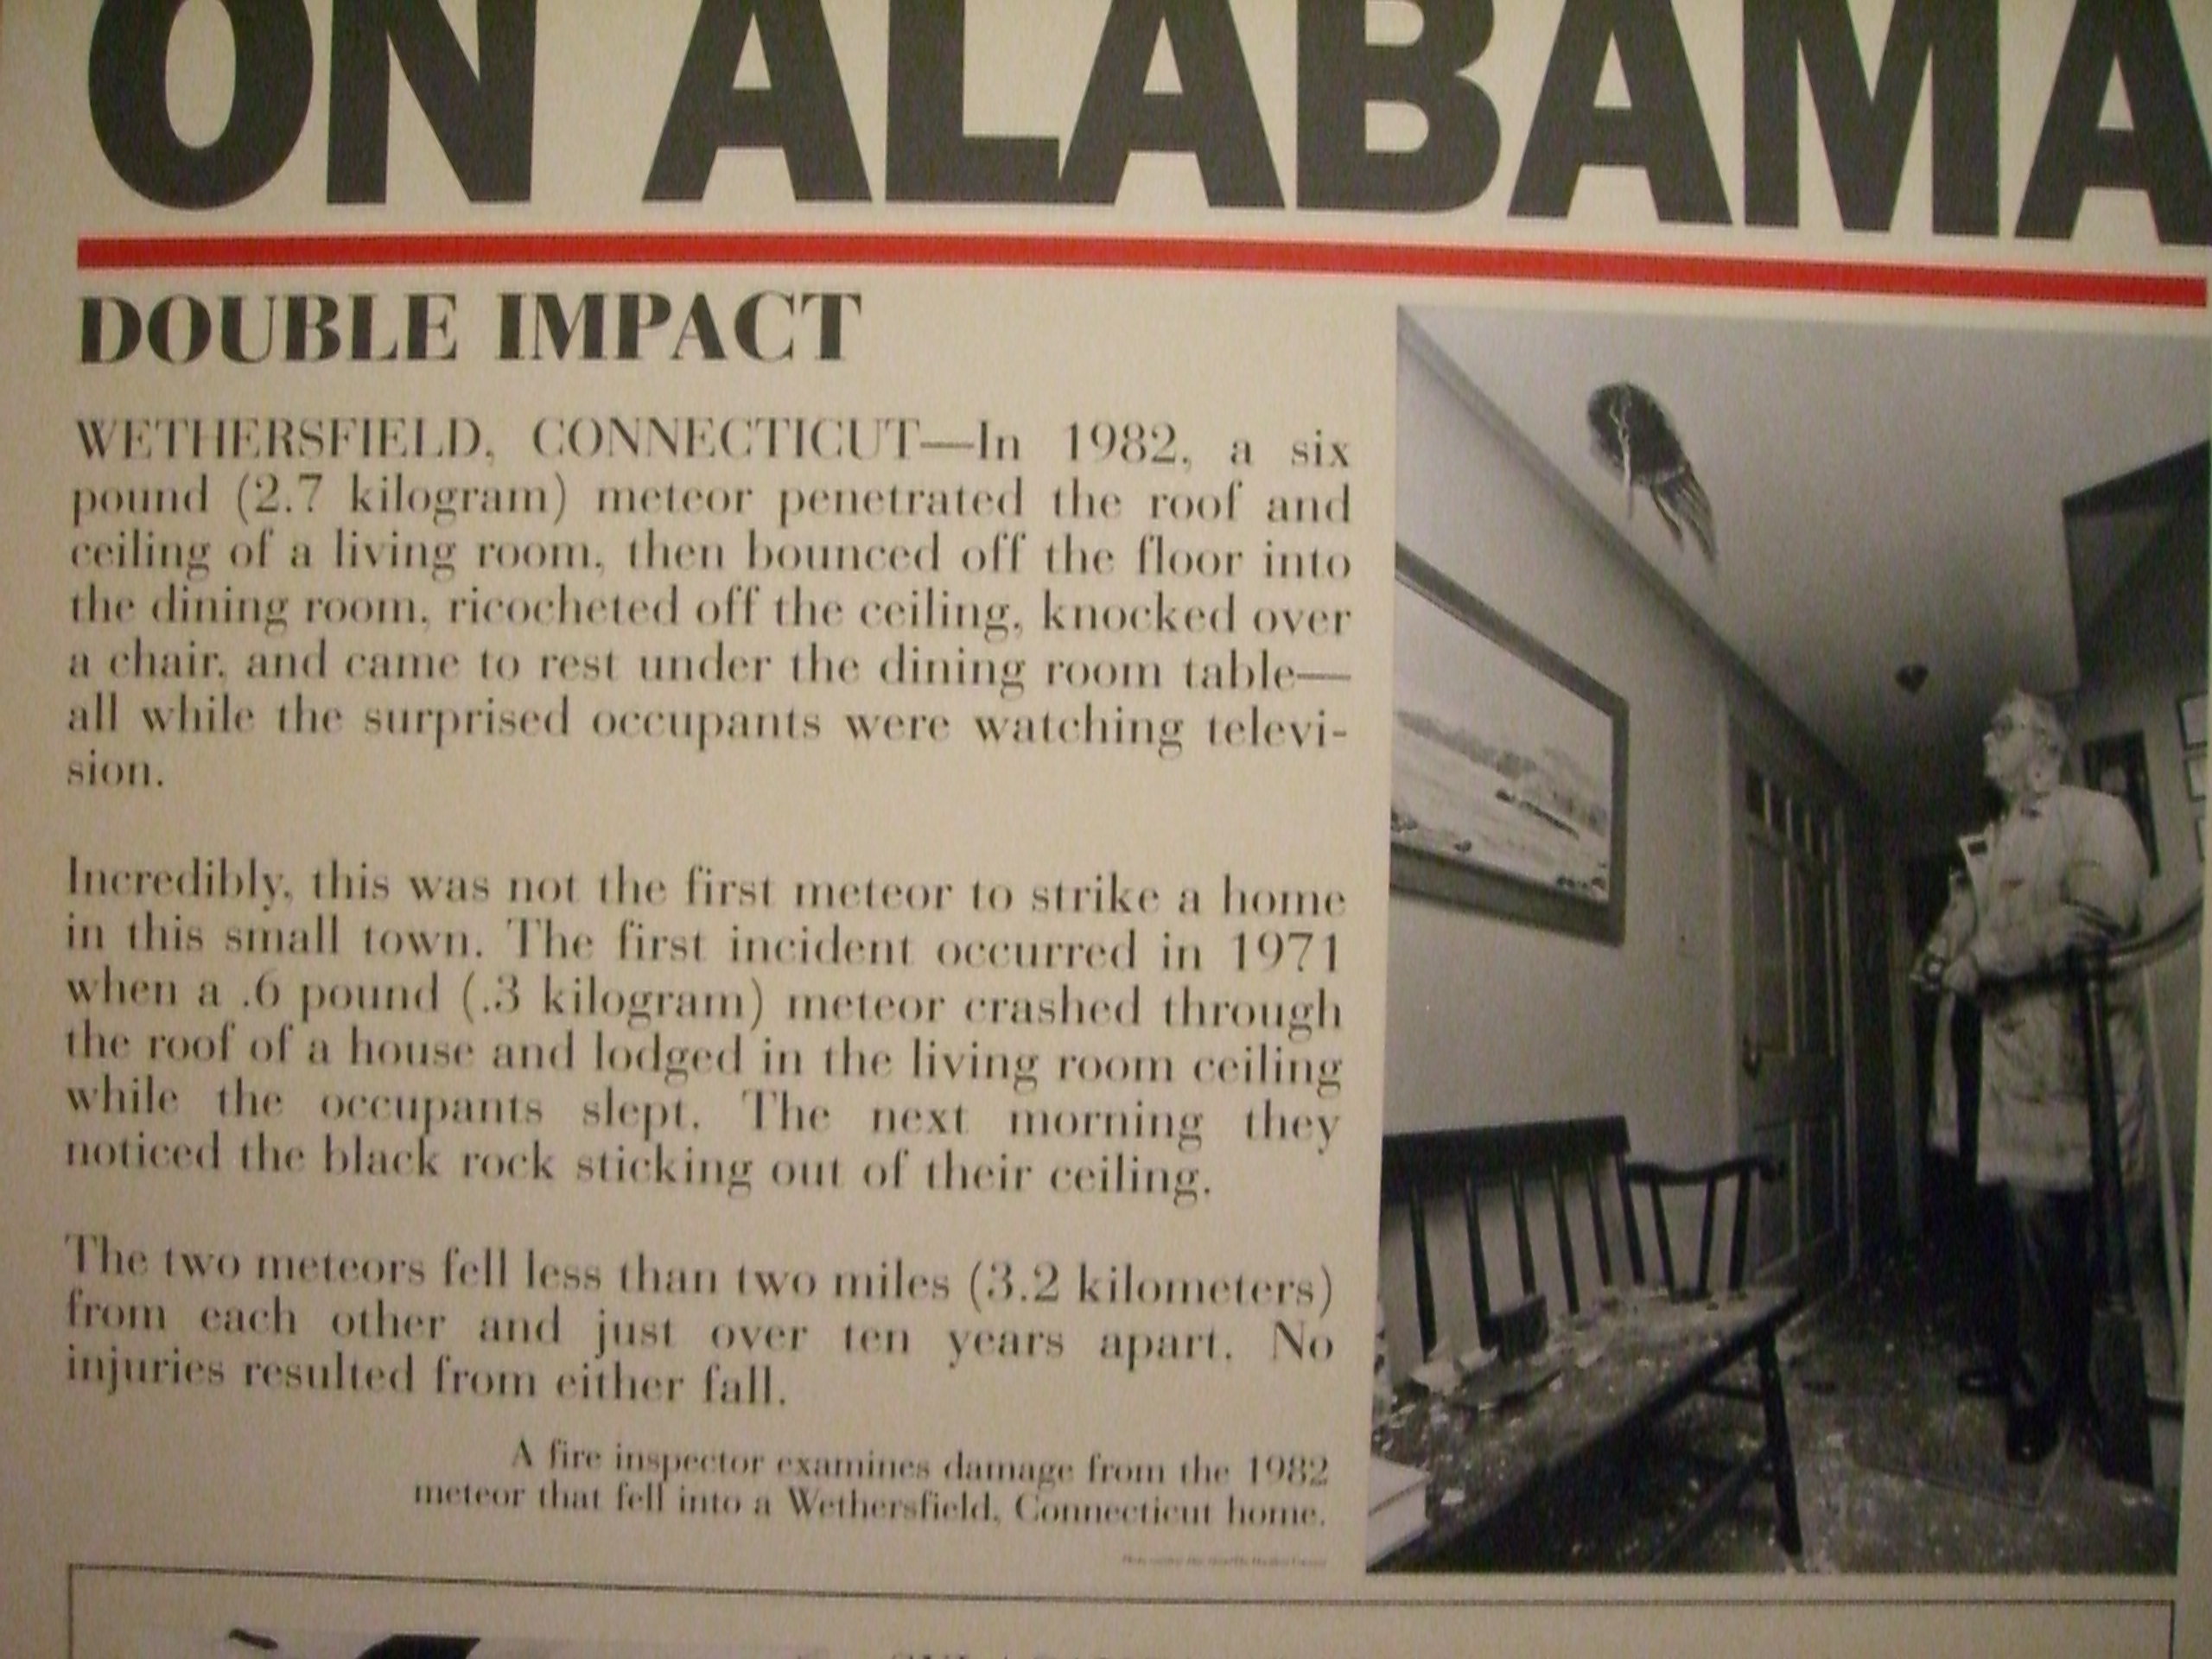 ON ALABAMA
DOUBLE IMPACT
WETHERSFIELD, CONNECTICUT—In 1982, a six
pound (2.7 kilogram) meteor penetrated the roof and
ceiling of a living room, then bounced off the floor into
the dining room, ricocheted off the ceiling, knocked over
a chair, and came to rest under the dining room table—
all while the surprised occupants were watching televi-
sion.
Incredibly, this was not the first meteor to strike a home
in this small town. The first incident occurred in 1971
when a .6 pound (.3 kilogram) meteor crashed through
the roof of a house and lodged in the living room ceiling
while the occupants slept. The next morning they
noticed the black rock sticking out of their ceiling.
The two meteors fell less than two miles (3.2 kilometers)
from each other and just over ten years apart. No
injuries resulted from either fall.
A fire inspector examines damage from the 1982
meteor that fell into a Wethersfield, Connecticut home.